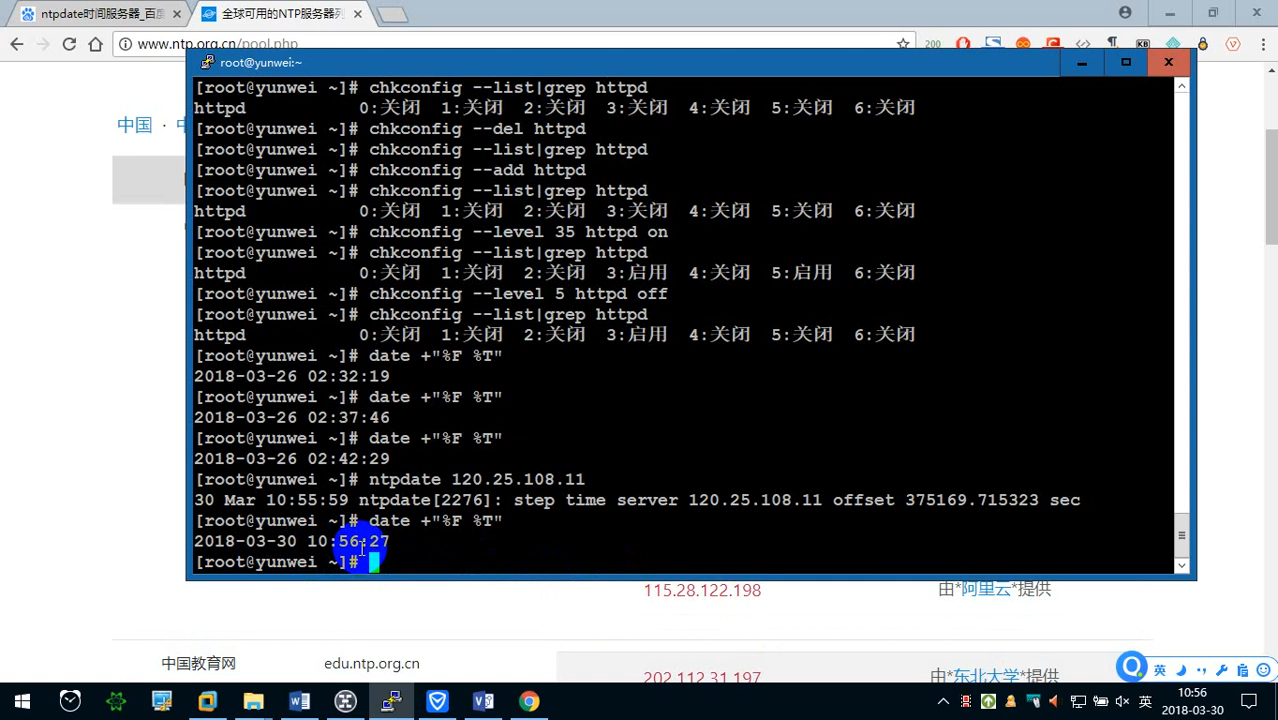 ntpdate时间服务器_百度
全球可用的NTP服务器列
www.ntp.org.cn/pool.php
200
KB
root@yunwei:~
中国 · 中
[root@yunwei ~]# chkconfig --list|grep httpd
httpd 0:关闭 1:关闭 2:关闭 3:关闭 4:关闭 5:关闭 6:关闭
[root@yunwei ~]# chkconfig --del httpd
[root@yunwei ~]# chkconfig --list|grep httpd
[root@yunwei ~]# chkconfig --add httpd
[root@yunwei ~]# chkconfig --list|grep httpd
httpd 0:关闭 1:关闭 2:关闭 3:关闭 4:关闭 5:关闭 6:关闭
[root@yunwei ~]# chkconfig --level 35 httpd on
[root@yunwei ~]# chkconfig --list|grep httpd
httpd 0:关闭 1:关闭 2:关闭 3:启用 4:关闭 5:启用 6:关闭
[root@yunwei ~]# chkconfig --level 5 httpd off
[root@yunwei ~]# chkconfig --list|grep httpd
httpd 0:关闭 1:关闭 2:关闭 3:启用 4:关闭 5:关闭 6:关闭
[root@yunwei ~]# date +"%F %T"
2018-03-26 02:32:19
[root@yunwei ~]# date +"%F %T"
2018-03-26 02:37:46
[root@yunwei ~]# date +"%F %T"
2018-03-26 02:42:29
[root@yunwei ~]# ntpdate 120.25.108.11
30 Mar 10:55:59 ntpdate[2276]: step time server 120.25.108.11 offset 375169.715323 sec
[root@yunwei ~]# date +"%F %T"
2018-03-30 10:56:27
[root@yunwei ~]#
115.28.122.198 由*阿里云*提供
中国教育网 edu.ntp.org.cn
202.112.31.197 由*东北大学*提供
英
英
10:56
2018-03-30